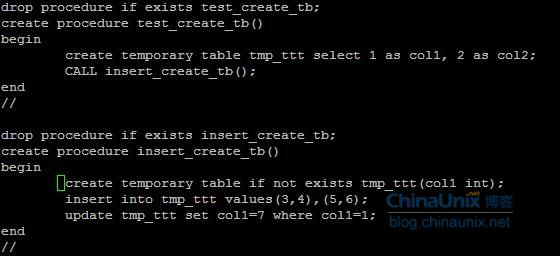 drop procedure if exists test_create_tb;
create procedure test_create_tb()
begin
create temporary table tmp_ttt select 1 as col1, 2 as col2;
CALL insert_create_tb();
end
//
drop procedure if exists insert_create_tb;
create procedure insert_create_tb()
begin
create temporary table if not exists tmp_ttt(col1 int);
insert into tmp_ttt values(3,4),(5,6);
update tmp_ttt set col1=7 where col1=1;
end
//
ChinaUnix 博客
blog.chinaunix.net